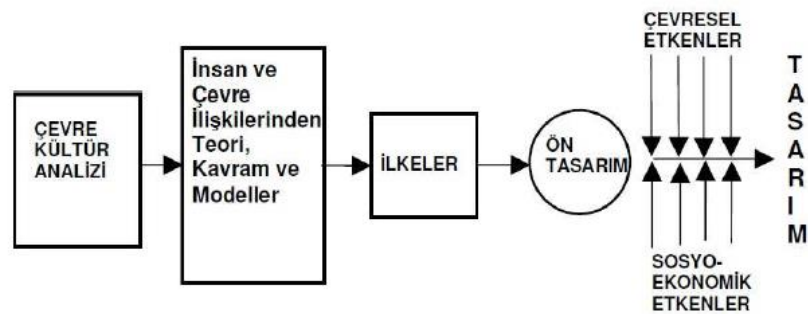 ÇEVRE
KÜLTÜR
ANALİZİ
İnsan ve
Çevre
İlişkilerinden
Teori,
Kavram ve
Modeller
İLKELER
ÖN
TASARIM
ÇEVRESEL
ETKENLER
SOSYO-
EKONOMİK
ETKENLER
T
A
S
A
R
I
M